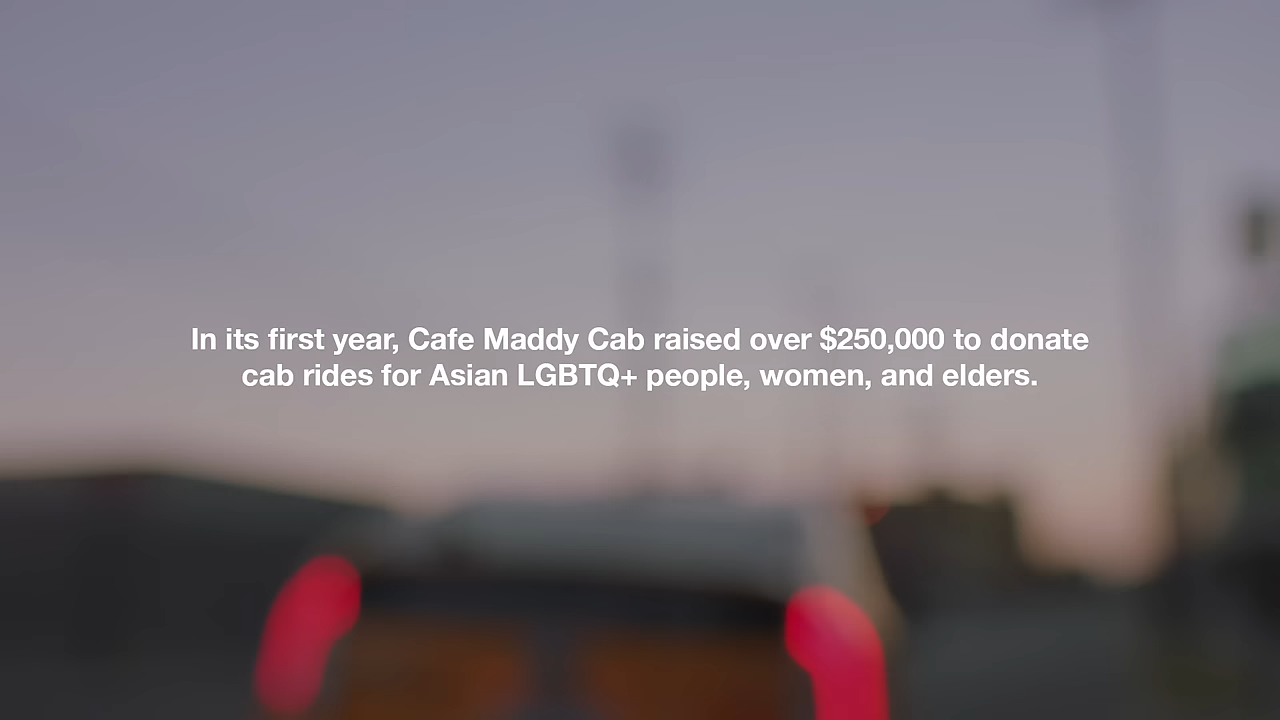 In its first year, Cafe Maddy Cab raised over $250,000 to donate
cab rides for Asian LGBTQ+ people, women, and elders.